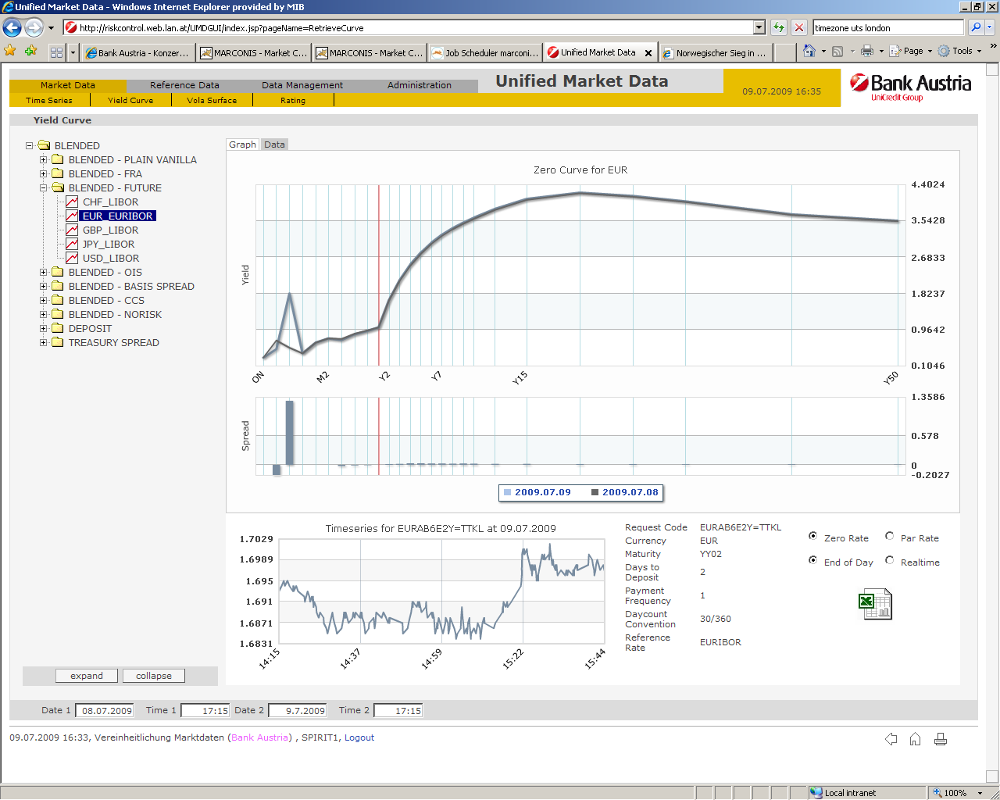 Unified Market Data - Windows Internet Explorer provided by MIB
http://riskcontrol.web.lan.at/UMDGUI/index.jsp?pageName=RetrieveCurve
timezone uts london
Bank Austria - Konzer...
MARCONIS - Market C...
MARCONIS - Market C...
Job Scheduler marconi...
Unified Market Data
Norwegischer Sieg in ...
Page
Tools
Market Data
Reference Data
Data Management
Administration
Unified Market Data
09.07.2009 16:35
Bank Austria
UniCredit Group
Time Series
Yield Curve
Vola Surface
Rating
Yield Curve
BLENDED
BLENDED - PLAIN VANILLA
BLENDED - FRA
BLENDED - FUTURE
CHF_LIBOR
EUR_EURIBOR
GBP_LIBOR
JPY_LIBOR
USD_LIBOR
BLENDED - OIS
BLENDED - BASIS SPREAD
BLENDED - CCS
BLENDED - NORISK
DEPOSIT
TREASURY SPREAD
expand
collapse
Graph
Data
Zero Curve for EUR
Yield
4.4024
3.5428
2.6833
1.8237
0.9642
0.1046
ON
M2
Y2
Y7
Y15
Y50
Spread
1.3586
0.578
0
-0.2027
2009.07.09
2009.07.08
Timeseries for EURAB6E2Y=TTKL at 09.07.2009
1.7029
1.6989
1.695
1.691
1.6871
1.6831
14:15
14:37
14:59
15:22
15:44
Request Code EURAB6E2Y=TTKL
Currency EUR
Maturity YY02
Days to Deposit 2
Payment Frequency 1
Daycount Convention 30/360
Reference Rate EURIBOR
Zero Rate
Par Rate
End of Day
Realtime
Date 1 08.07.2009 Time 1 17:15 Date 2 9.7.2009 Time 2 17:15
09.07.2009 16:33, Vereinheitlichung Marktdaten (Bank Austria) , SPIRIT1, Logout
Local intranet
100%